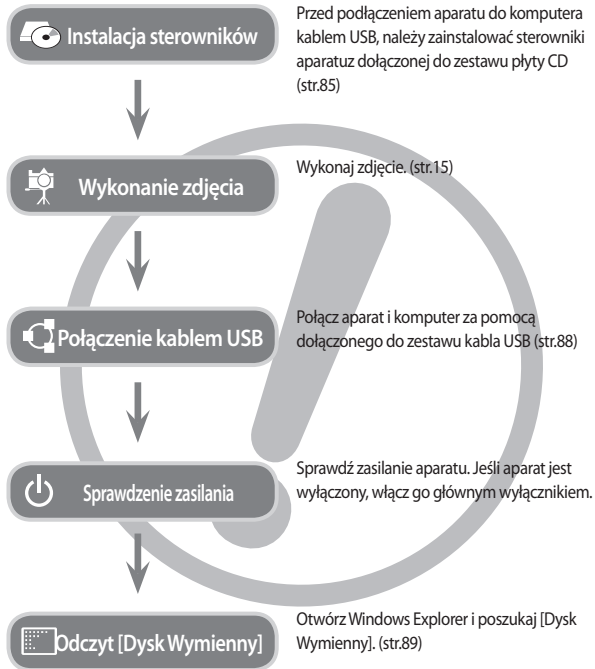 Instalacja sterowników
Przed podłączeniem aparatu do komputera
kablem USB, należy zainstalować sterowniki
aparatuz dołączonej do zestawu płyty CD
(str.85)
Wykonanie zdjęcia
Wykonaj zdjęcie. (str.15)
Połączenie kablem USB
Połącz aparat i komputer za pomocą
dołączonego do zestawu kabla USB (str.88)
Sprawdzenie zasilania
Sprawdź zasilanie aparatu. Jeśli aparat jest
wyłączony, włącz go głównym wyłącznikiem.
Odczyt [Dysk Wymienny]
Otwórz Windows Explorer i poszukaj [Dysk
Wymienny]. (str.89)